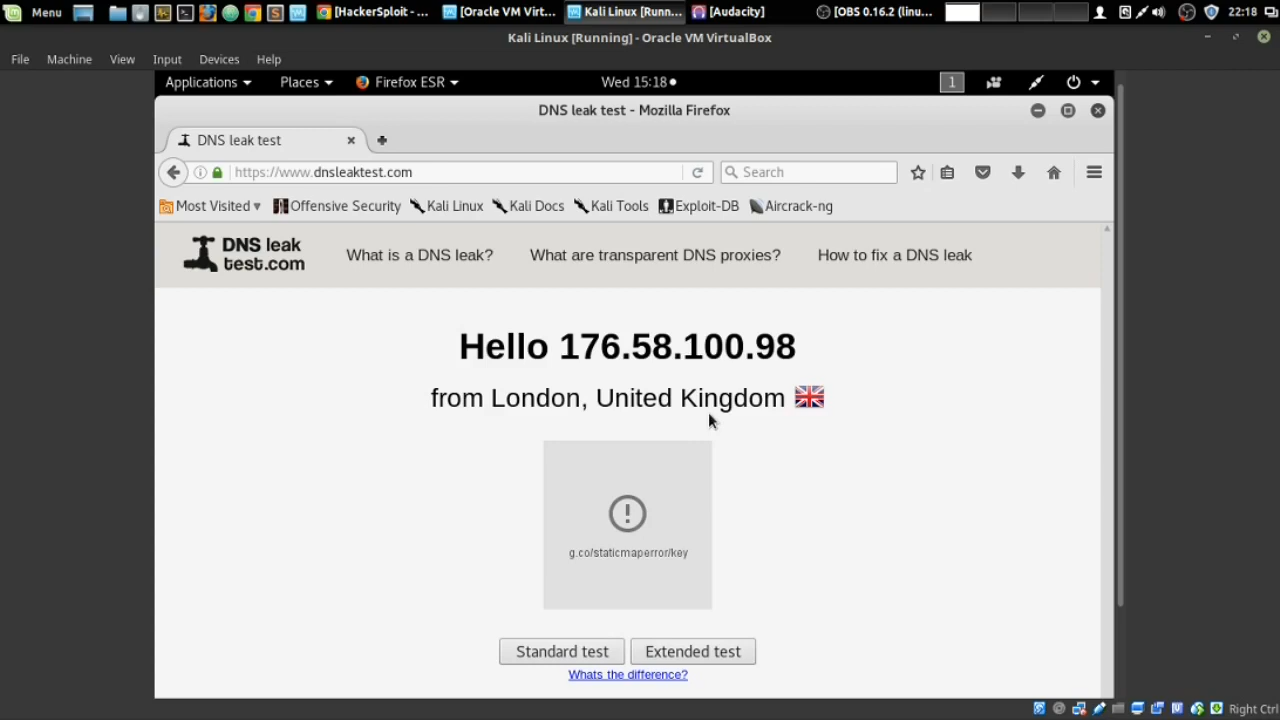 Menu [HackerSploit - ... [Oracle VM Virt... Kali Linux [Runn... [Audacity] [OBS 0.16.2 (linu... 22:18
Kali Linux [Running] - Oracle VM VirtualBox
File Machine View Input Devices Help
Applications Places Firefox ESR Wed 15:18 1
DNS leak test - Mozilla Firefox
DNS leak test
https://www.dnsleaktest.com Search
Most Visited Offensive Security Kali Linux Kali Docs Kali Tools Exploit-DB Aircrack-ng
DNS leak
test.com
What is a DNS leak? What are transparent DNS proxies? How to fix a DNS leak
Hello 176.58.100.98
from London, United Kingdom
g.co/staticmaperror/key
Standard test Extended test
Whats the difference?
Right Ctrl